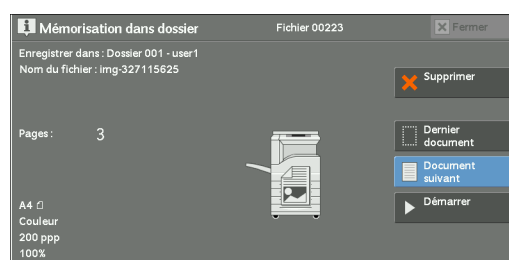 Mémorisation dans dossier
Fichier 00223
Fermer
Enregistrer dans : Dossier 001 - user1
Nom du fichier : img-327115625
Supprimer
Pages : 3
Dernier
document
Document
suivant
Démarrer
A4
Couleur
200 ppp
100%